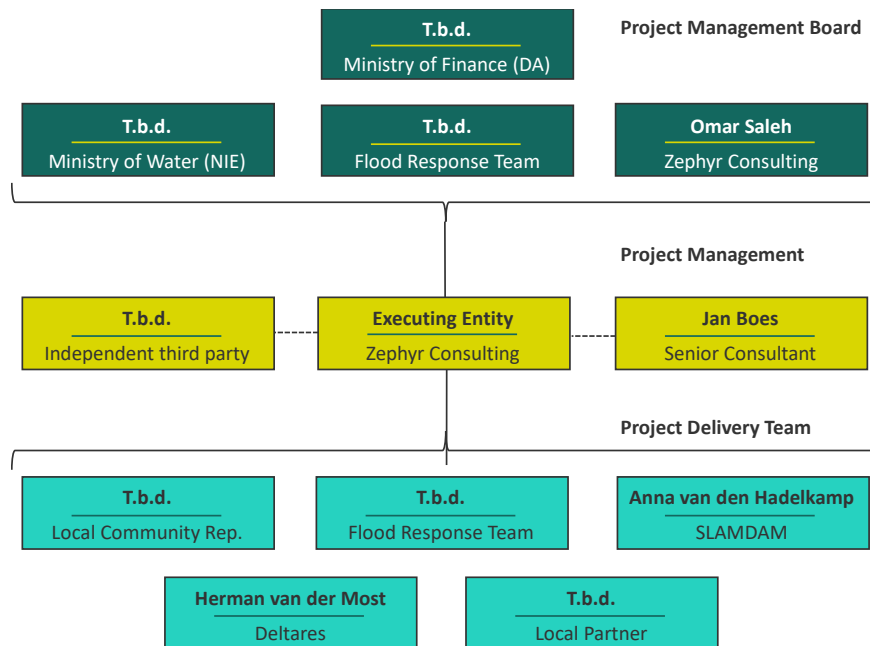 T.b.d.
Ministry of Finance (DA)
Project Management Board
T.b.d.
Ministry of Water (NIE)
T.b.d.
Flood Response Team
Omar Saleh
Zephyr Consulting
Project Management
T.b.d.
Independent third party
Executing Entity
Zephyr Consulting
Jan Boes
Senior Consultant
Project Delivery Team
T.b.d.
Local Community Rep.
T.b.d.
Flood Response Team
Anna van den Hadelkamp
SLAMDAM
Herman van der Most
Deltares
T.b.d.
Local Partner